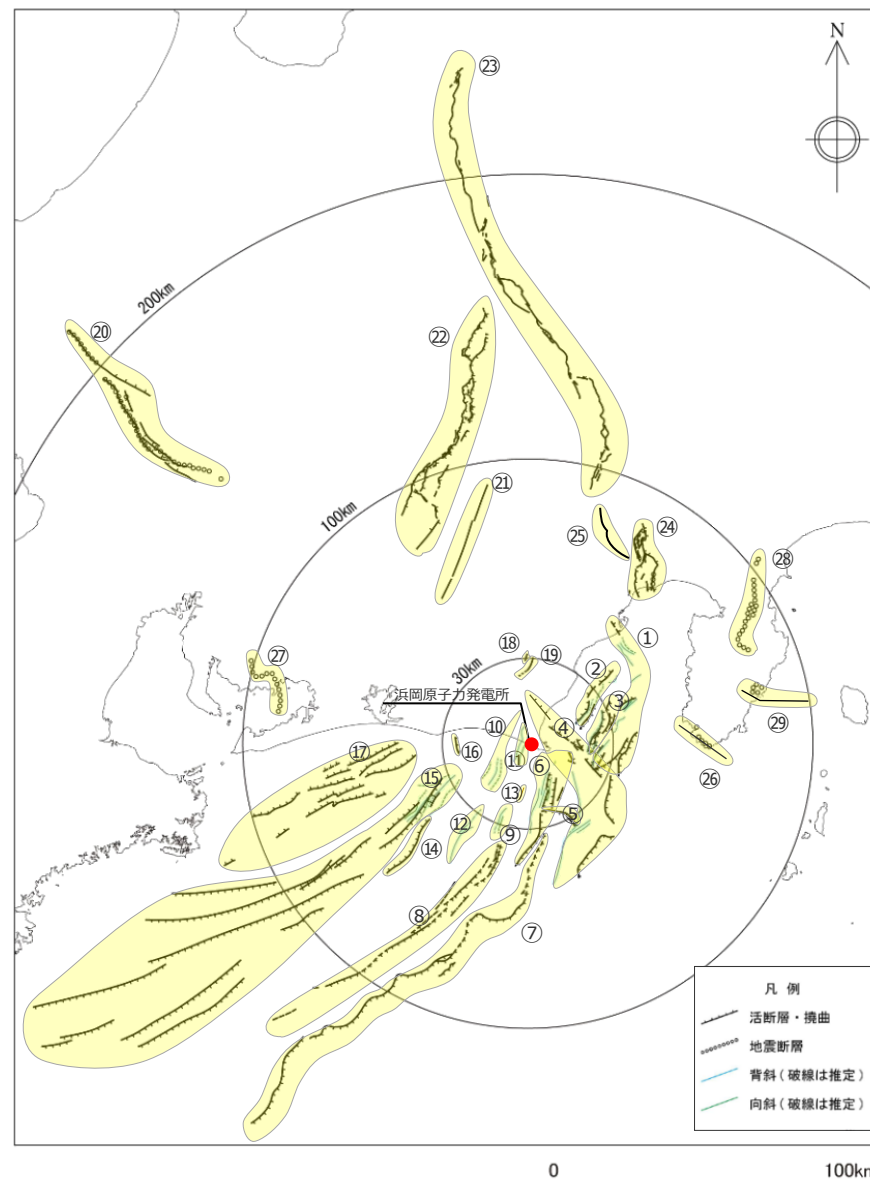 N
㉓
200km
⑳
㉒
㉑
100km
㉕
㉔
㉘
①
⑱
⑲
30km
②
㉗
浜岡原子力発電所
③
㉙
⑩
④
⑰
⑯
⑪
⑥
㉖
⑮
⑬
⑤
⑫
⑨
⑭
⑧
⑦
凡 例
活断層・撓曲
地震断層
背斜(破線は推定)
向斜(破線は推定)
0
100km